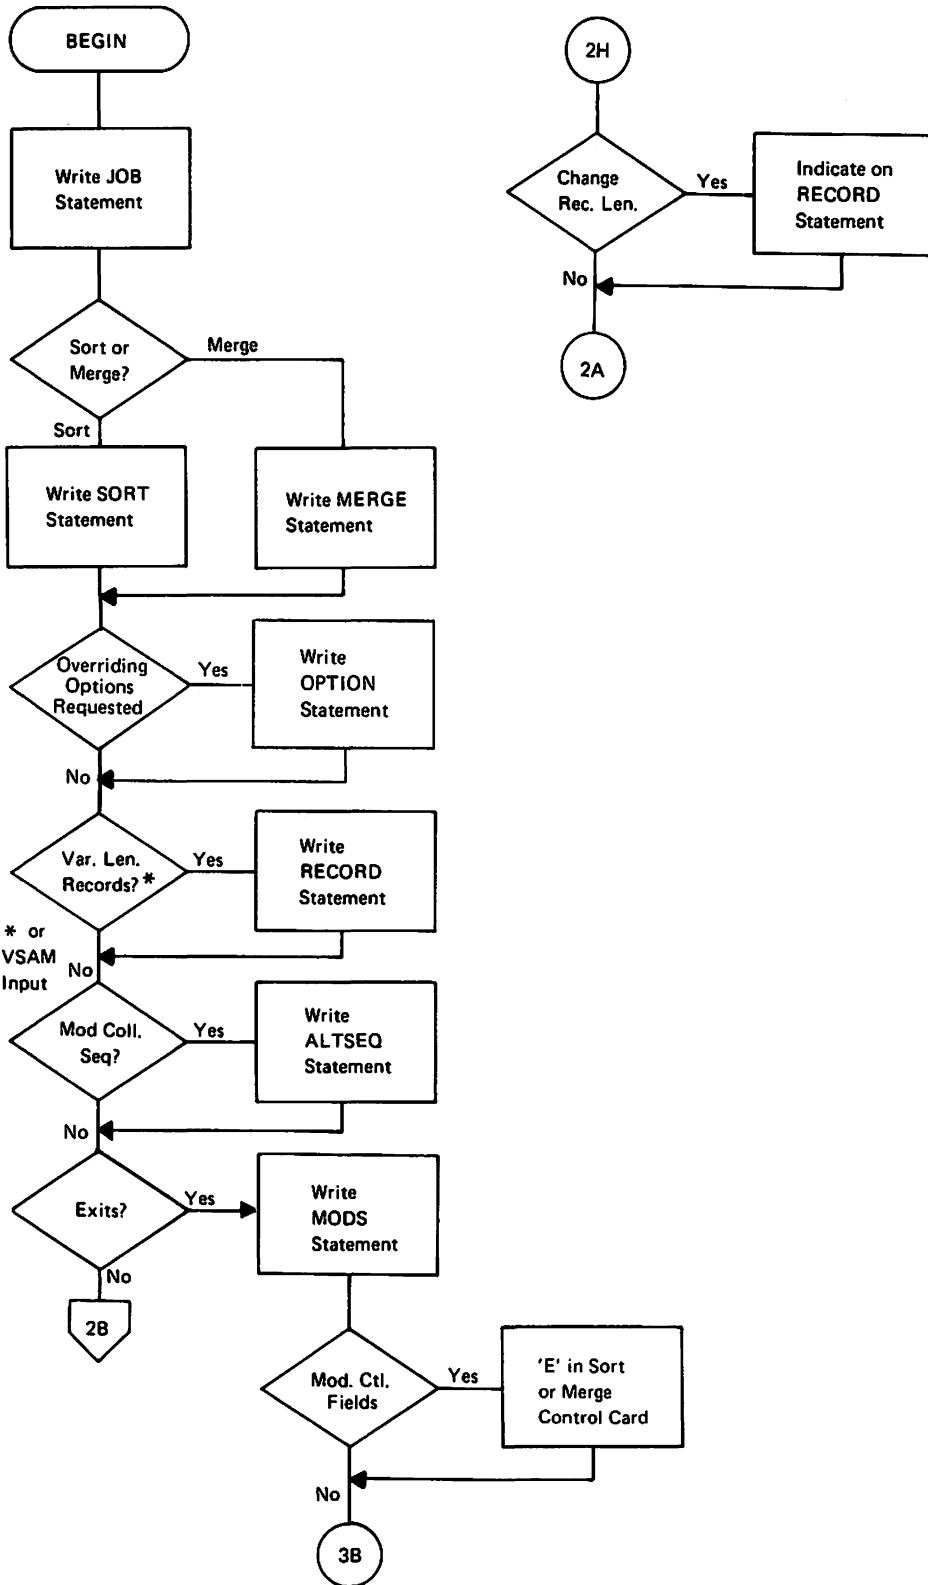 BEGIN
Write JOB
Statement
Sort or
Merge?
Merge
Sort
Write SORT
Statement
Write MERGE
Statement
Overriding
Options
Requested
Yes
Write
OPTION
Statement
No
Var. Len.
Records?*
Yes
Write
RECORD
Statement
* or
VSAM
Input
No
Mod Coll.
Seq?
Yes
Write
ALTSEQ
Statement
No
Exits?
Yes
Write
MODS
Statement
No
2B
Mod. Ctl.
Fields
Yes
'E' in Sort
or Merge
Control Card
No
3B
2H
Change
Rec. Len.
Yes
Indicate on
RECORD
Statement
No
2A